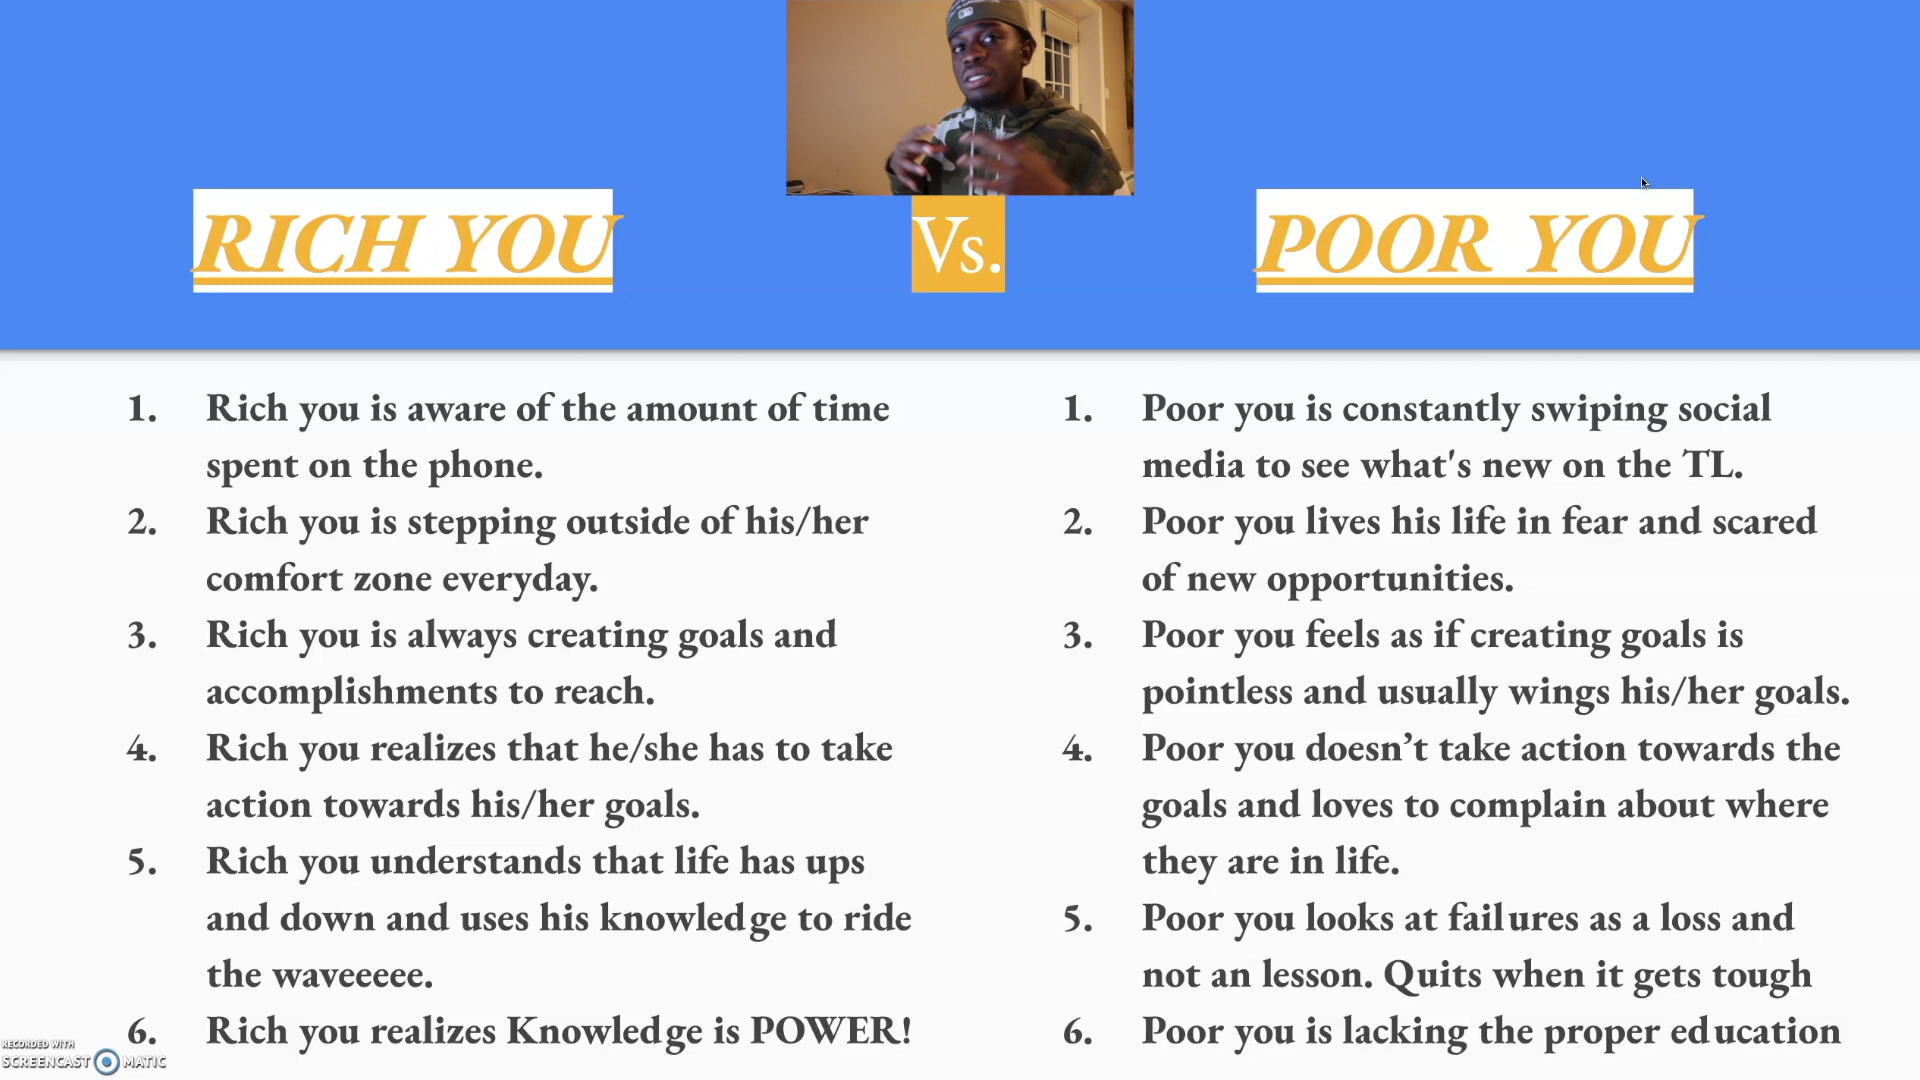 RICH YOU
Vs.
POOR YOU
1. Rich you is aware of the amount of time
spent on the phone.
2. Rich you is stepping outside of his/her
comfort zone everyday.
3. Rich you is always creating goals and
accomplishments to reach.
4. Rich you realizes that he/she has to take
action towards his/her goals.
5. Rich you understands that life has ups
and down and uses his knowledge to ride
the waveeeee.
6. Rich you realizes Knowledge is POWER!
1. Poor you is constantly swiping social
media to see what's new on the TL.
2. Poor you lives his life in fear and scared
of new opportunities.
3. Poor you feels as if creating goals is
pointless and usually wings his/her goals.
4. Poor you doesn’t take action towards the
goals and loves to complain about where
they are in life.
5. Poor you looks at failures as a loss and
not an lesson. Quits when it gets tough
6. Poor you is lacking the proper education
RECORDED WITH
SCREENCAST MATIC